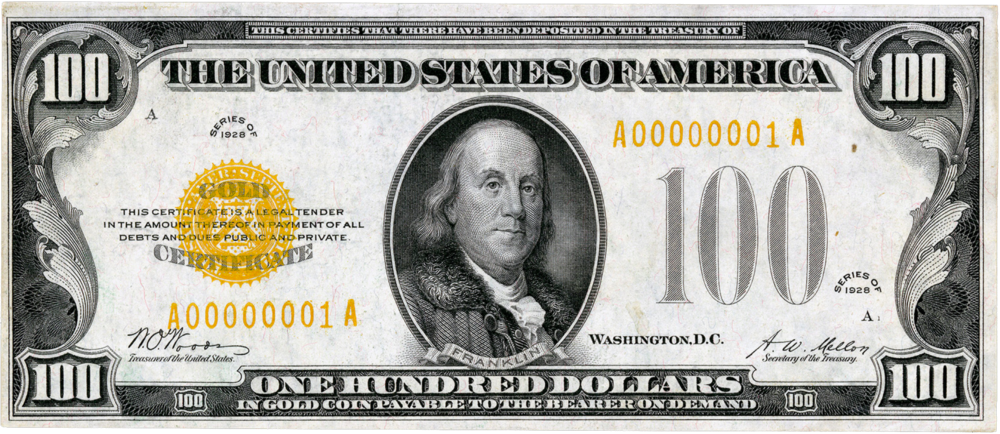 THIS CERTIFIES THAT THERE HAVE BEEN DEPOSITED IN THE TREASURY OF
100 THE UNITED STATES OF AMERICA 100
A
SERIES OF
1928
A00000001 A
GOLD
THIS CERTIFICATE IS A LEGAL TENDER
IN THE AMOUNT THEREOF IN PAYMENT OF ALL
DEBTS AND DUES PUBLIC AND PRIVATE.
CERTIFICATE
100
SERIES OF
1928
A00000001 A
A
W.O. Woods
Treasurer of the United States.
FRANKLIN
WASHINGTON, D.C.
A. W. Mellon
Secretary of the Treasury.
100 ONE HUNDRED DOLLARS 100
100 IN GOLD COIN PAYABLE TO THE BEARER ON DEMAND 100